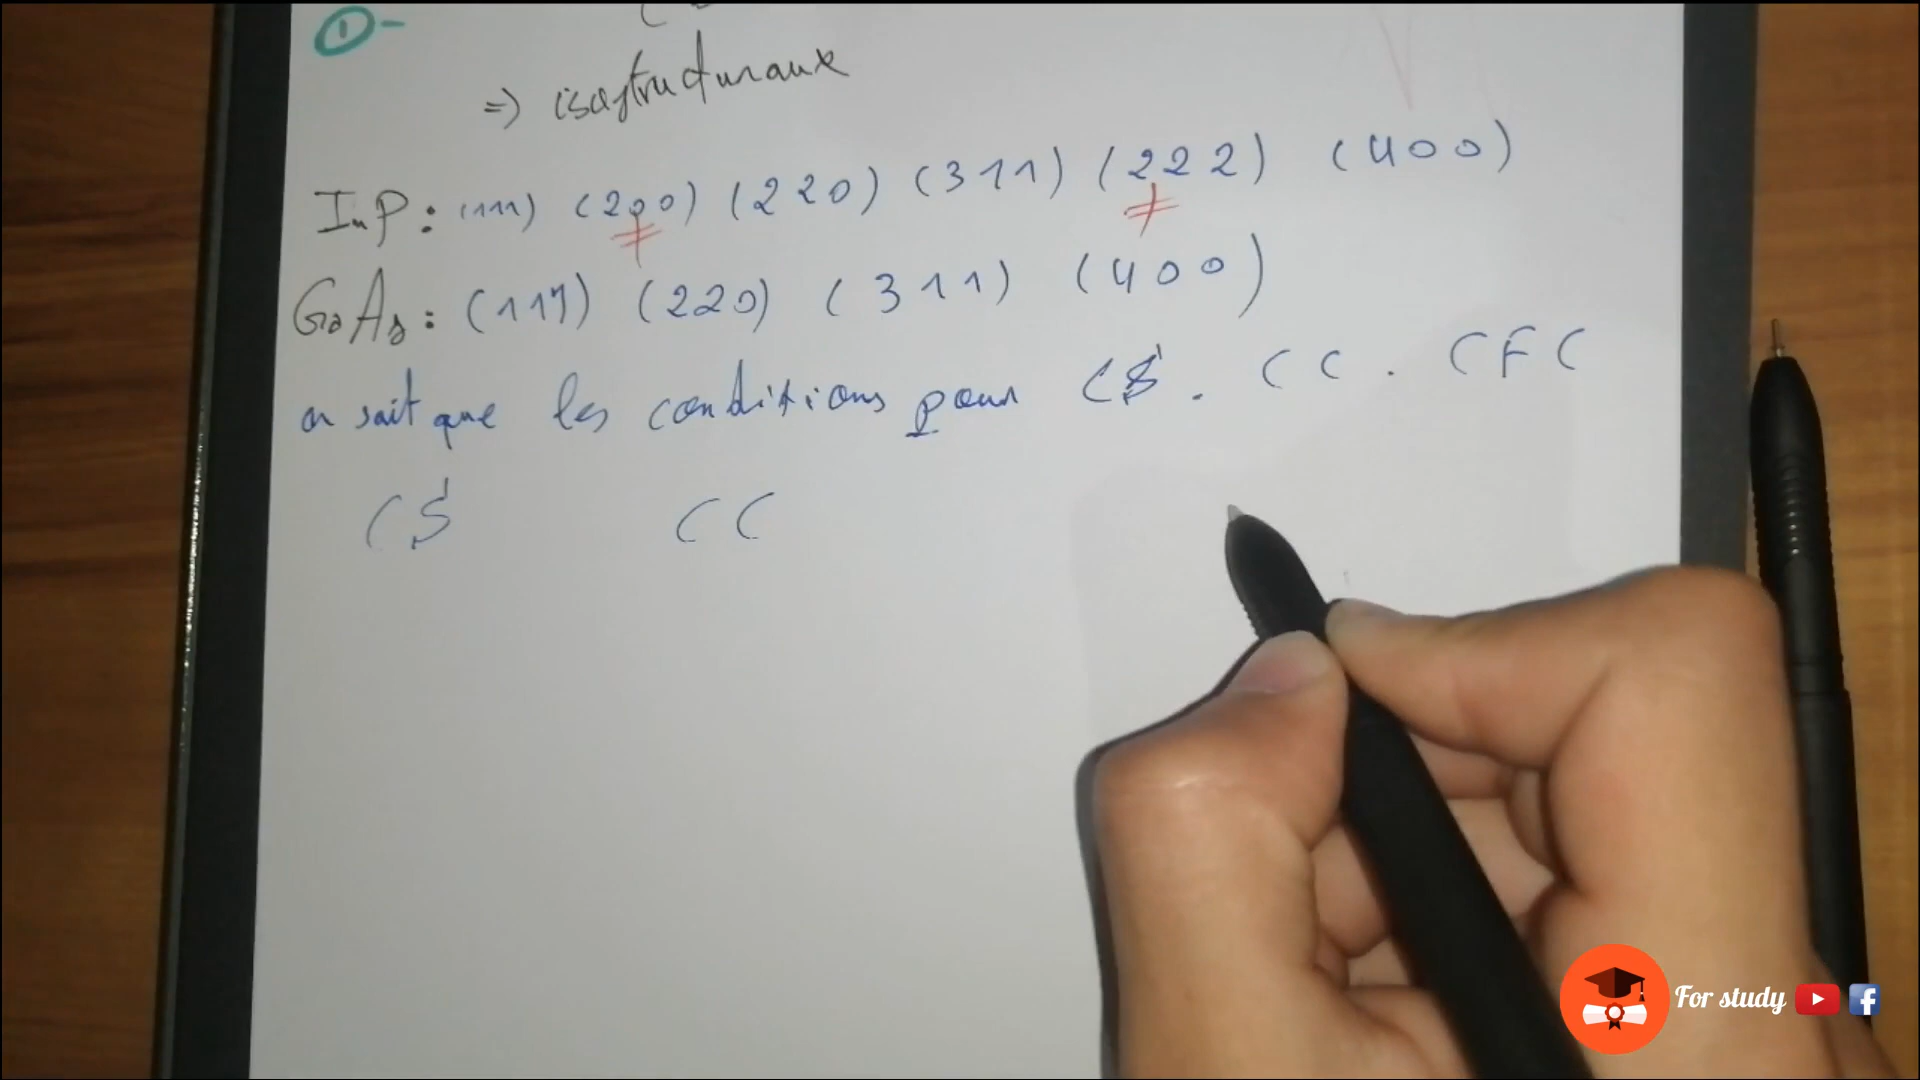 ① -
=> isostructuraux
InP : (111) (200) (220) (311) (222) (400)
≠ ≠
GaAs : (111) (220) (311) (400)
on sait que les conditions pour CS . CC . CFC
CS CC
For study